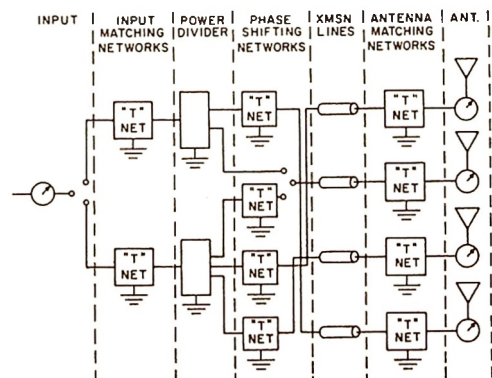 INPUT
INPUT
MATCHING
NETWORKS
POWER
DIVIDER
PHASE
SHIFTING
NETWORKS
XMSN
LINES
ANTENNA
MATCHING
NETWORKS
ANT.
"T"
NET
"T"
NET
"T"
NET
"T"
NET
"T"
NET
"T"
NET
"T"
NET
"T"
NET
"T"
NET
"T"
NET